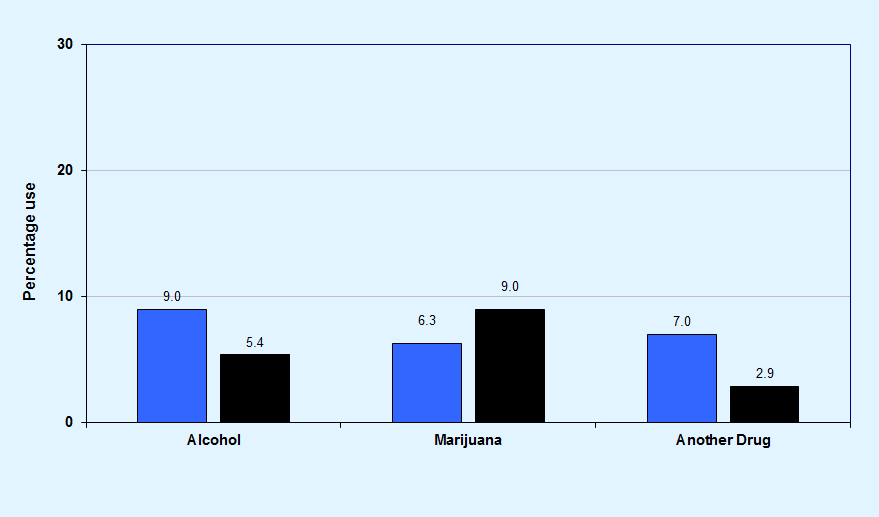 30
20
10
0
Percentage use
9.0
5.4
6.3
9.0
7.0
2.9
Alcohol
Marijuana
Another Drug